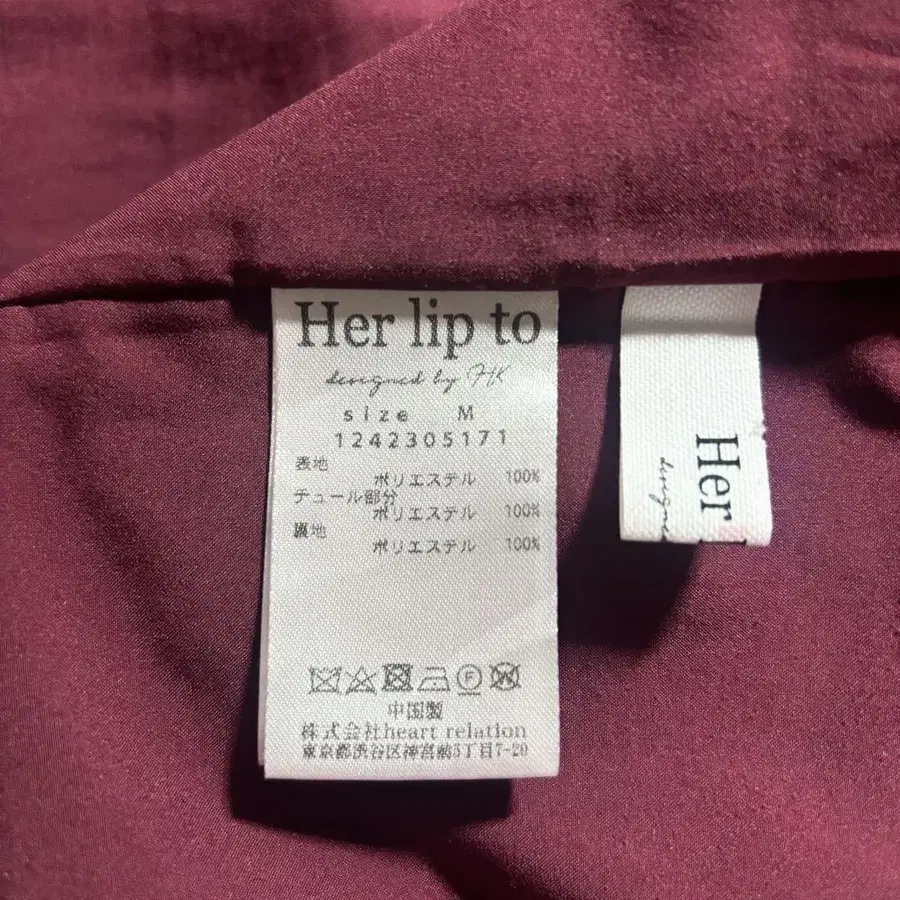 Her lip to
designed by HK
size M
1242305171
表地
ポリエステル 100%
チュール部分
ポリエステル 100%
裏地
ポリエステル 100%
F W
中国製
株式会社heart relation
東京都渋谷区神宮前5丁目7-20
Her
designe